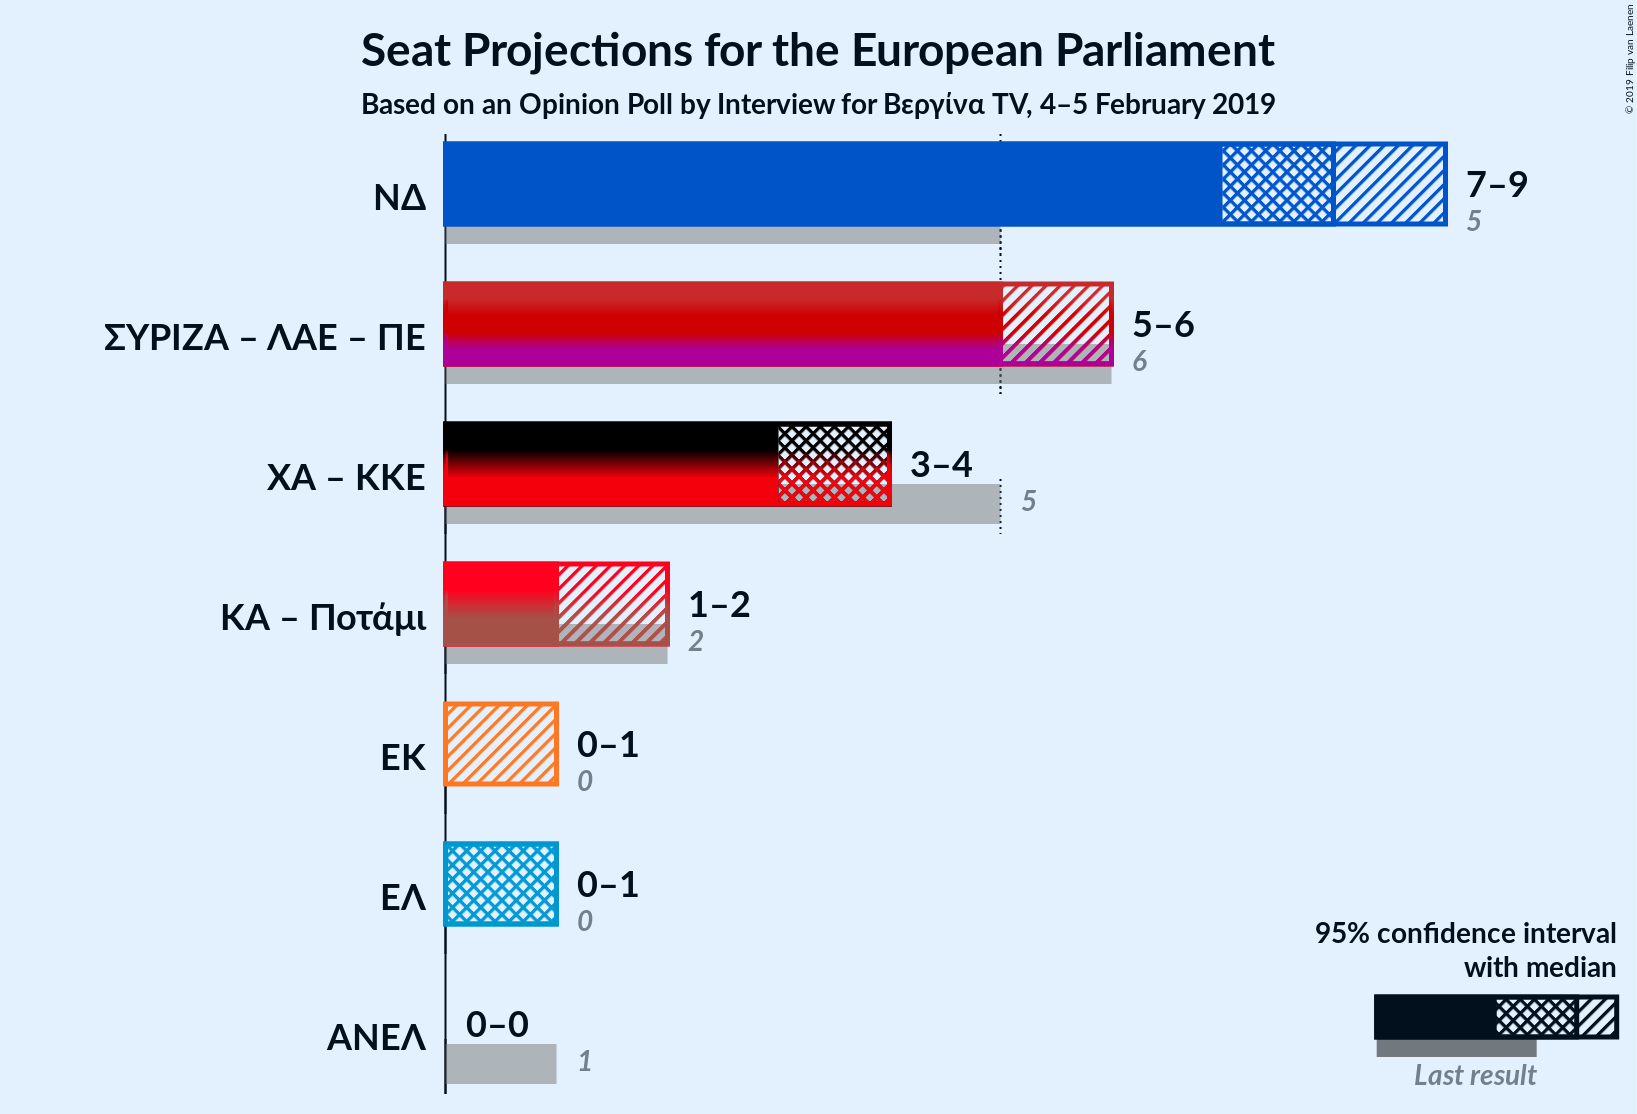 Seat Projections for the European Parliament
Based on an Opinion Poll by Interview for Βεργίνα TV, 4–5 February 2019
© 2019 Filip van Laenen
ΝΔ
7–9
5
ΣΥΡΙΖΑ – ΛΑΕ – ΠΕ
5–6
6
ΧΑ – ΚΚΕ
3–4
5
ΚΑ – Ποτάμι
1–2
2
ΕΚ
0–1
0
ΕΛ
0–1
0
ΑΝΕΛ
0–0
1
95% confidence interval
with median
Last result